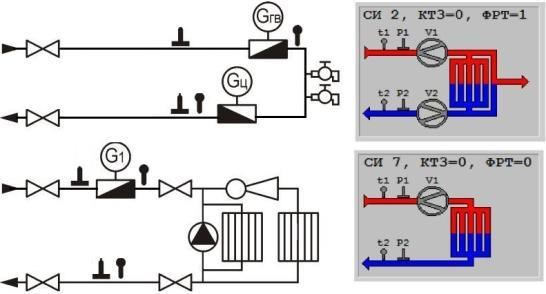 Gгв
СИ 2, КТЗ=0, ФРТ=1
t1 P1 V1
Gц
t2 P2 V2
G1
СИ 7, КТЗ=0, ФРТ=0
t1 P1 V1
t2 P2